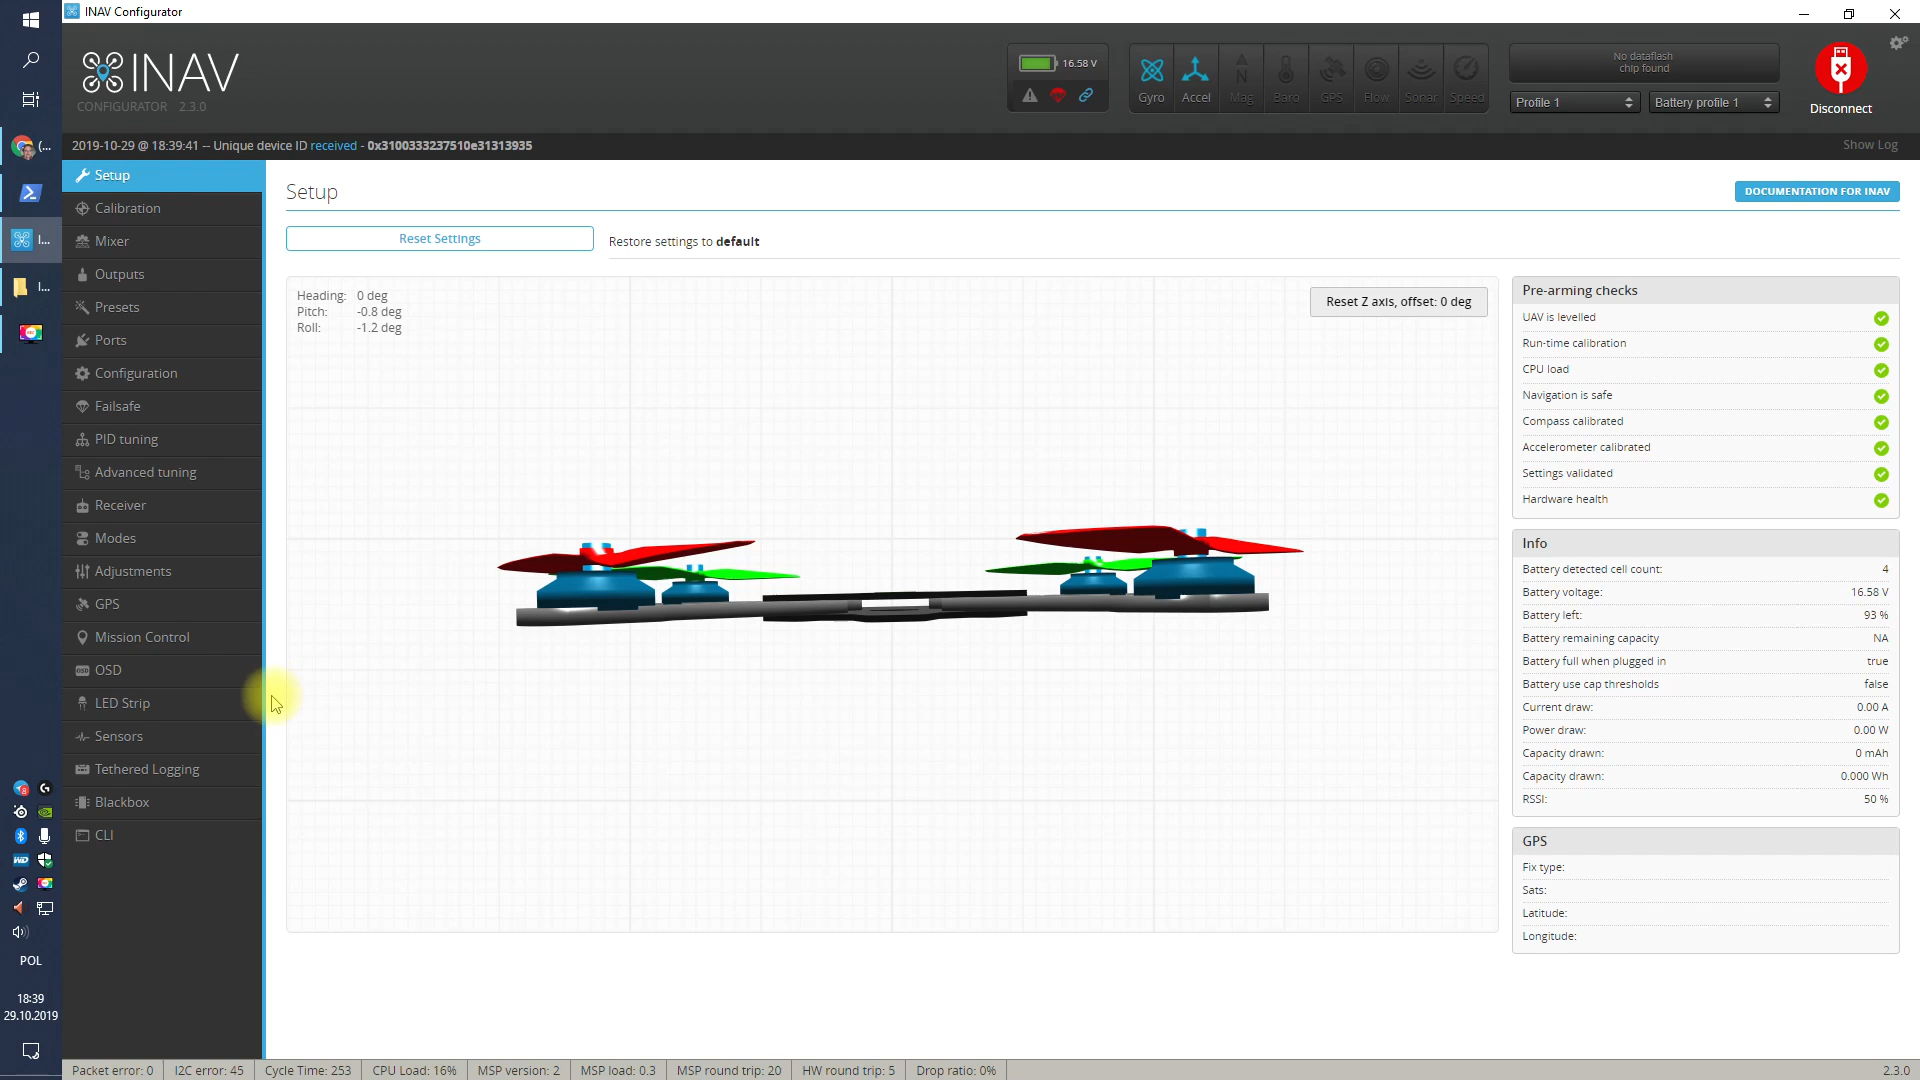 INAV Configurator
INAV
CONFIGURATOR 2.3.0
16.58 V
Gyro Accel Mag Baro GPS Flow Sonar Speed
No dataflash
chip found
Profile 1
Battery profile 1
Disconnect
2019-10-29 @ 18:39:41 -- Unique device ID received - 0x3100333237510e31313935
Show Log
(...
I...
I...
POL
18:39
29.10.2019
Setup
Calibration
Mixer
Outputs
Presets
Ports
Configuration
Failsafe
PID tuning
Advanced tuning
Receiver
Modes
Adjustments
GPS
Mission Control
OSD
LED Strip
Sensors
Tethered Logging
Blackbox
CLI
Setup
DOCUMENTATION FOR INAV
Reset Settings
Restore settings to default
Heading: 0 deg
Pitch: -0.8 deg
Roll: -1.2 deg
Reset Z axis, offset: 0 deg
Pre-arming checks
UAV is levelled
Run-time calibration
CPU load
Navigation is safe
Compass calibrated
Accelerometer calibrated
Settings validated
Hardware health
Info
Battery detected cell count: 4
Battery voltage: 16.58 V
Battery left: 93 %
Battery remaining capacity NA
Battery full when plugged in true
Battery use cap thresholds false
Current draw: 0.00 A
Power draw: 0.00 W
Capacity drawn: 0 mAh
Capacity drawn: 0.000 Wh
RSSI: 50 %
GPS
Fix type:
Sats:
Latitude:
Longitude:
Packet error: 0 I2C error: 45 Cycle Time: 253 CPU Load: 16% MSP version: 2 MSP load: 0.3 MSP round trip: 20 HW round trip: 5 Drop ratio: 0% 2.3.0